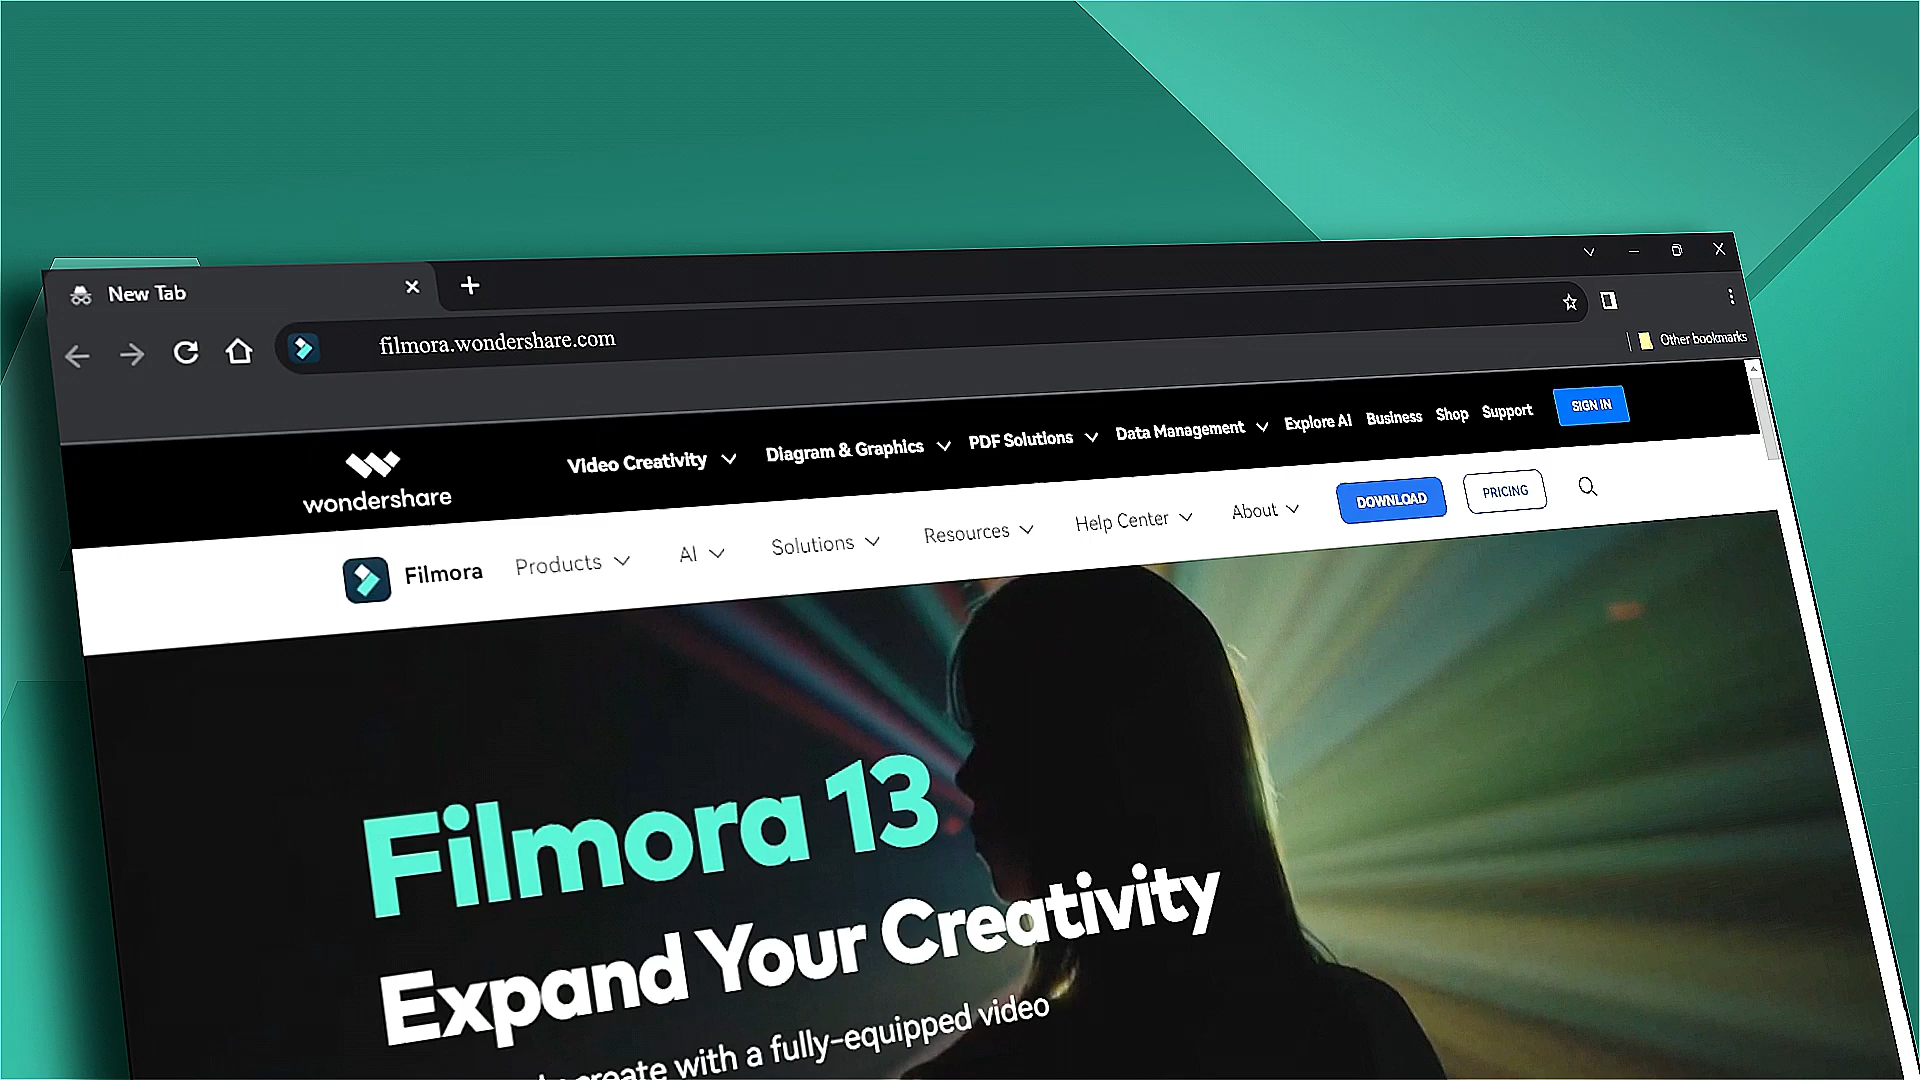 New Tab
filmora.wondershare.com
Other bookmarks
wondershare
Video Creativity Diagram & Graphics PDF Solutions Data Management Explore AI Business Shop Support SIGN IN
Filmora Products AI Solutions Resources Help Center About DOWNLOAD PRICING
Filmora 13
Expand Your Creativity
create with a fully-equipped video